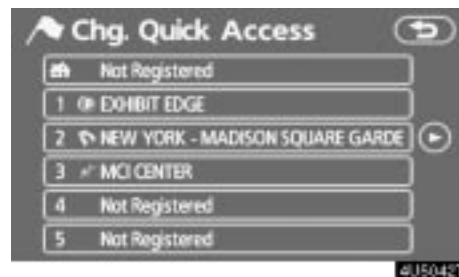 Chg. Quick Access
Not Registered
1 EXHIBIT EDGE
2 NEW YORK - MADISON SQUARE GARDE
3 MCI CENTER
4 Not Registered
5 Not Registered
4U5042